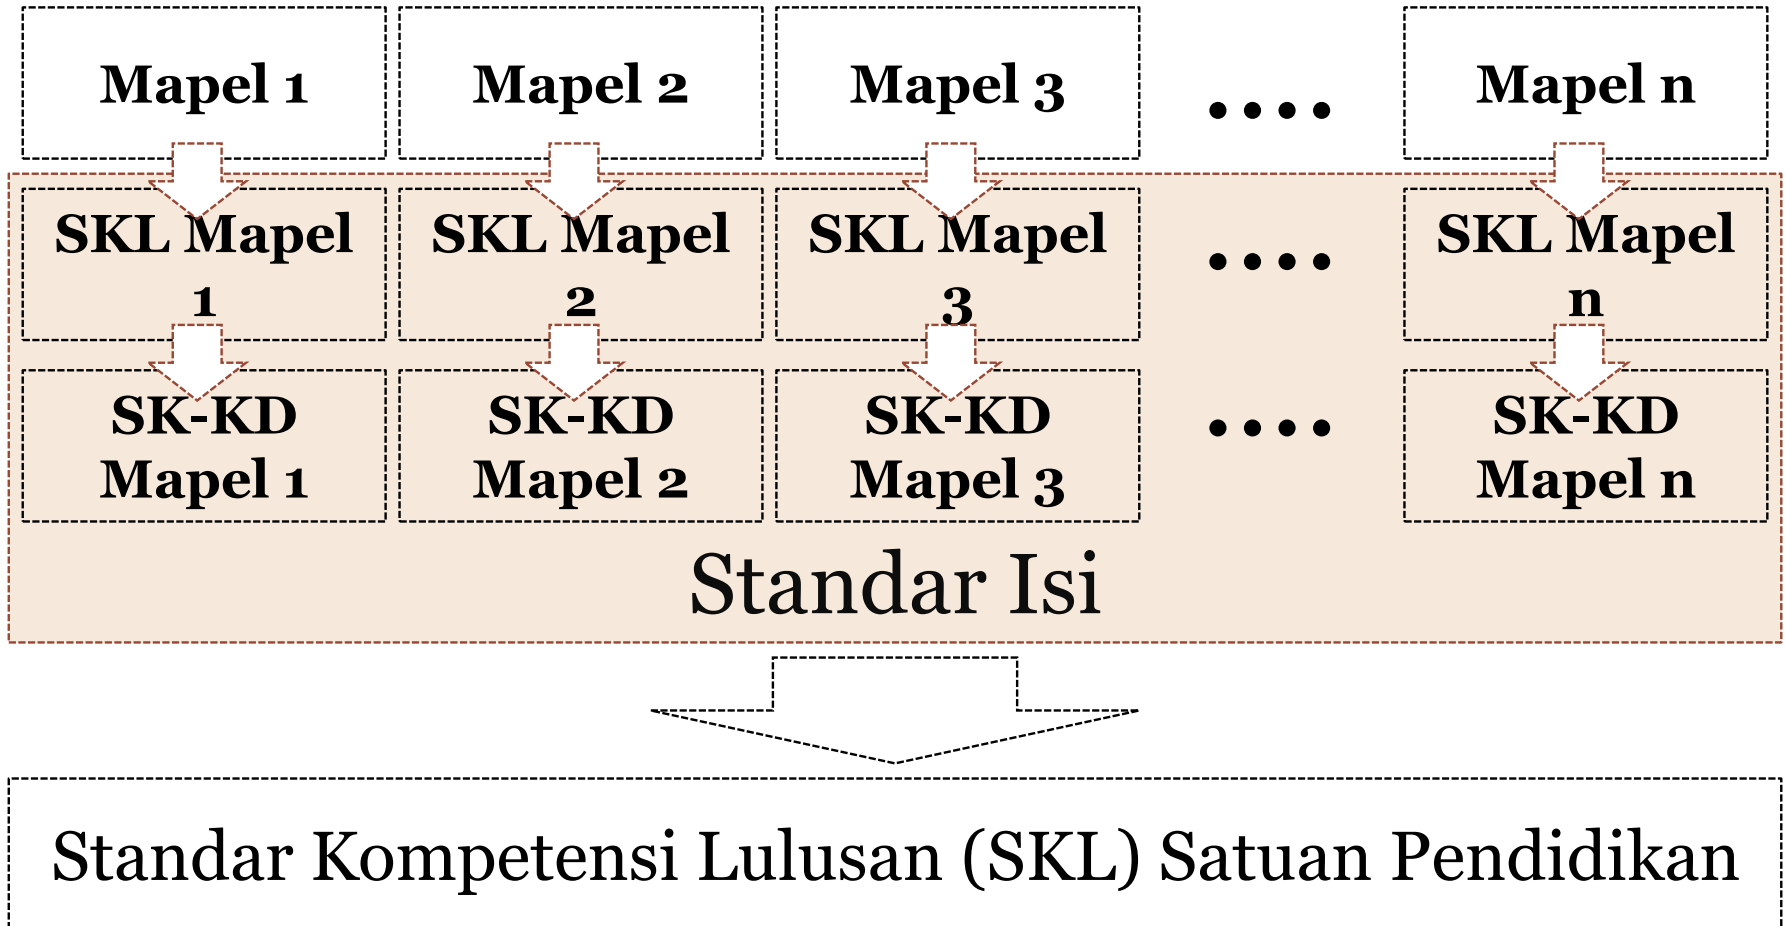 Mapel 1
Mapel 2
Mapel 3
....
Mapel n
SKL Mapel
1
SKL Mapel
2
SKL Mapel
3
....
SKL Mapel
n
SK-KD
Mapel 1
SK-KD
Mapel 2
SK-KD
Mapel 3
....
SK-KD
Mapel n
Standar Isi
Standar Kompetensi Lulusan (SKL) Satuan Pendidikan